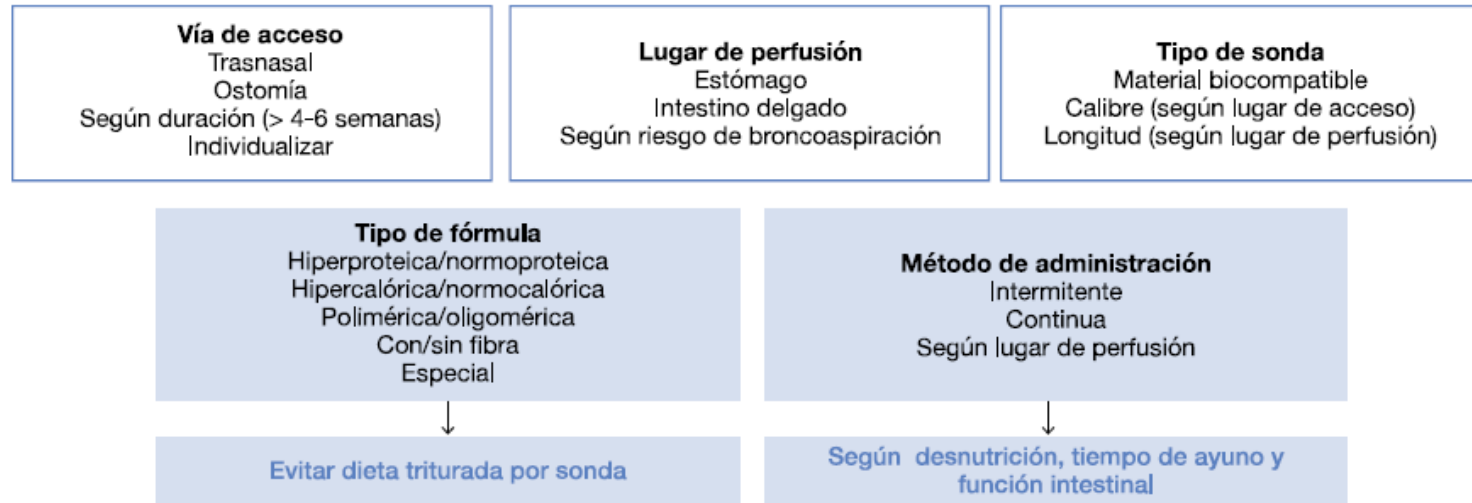 Vía de acceso
Trasnasal
Ostomía
Según duración (> 4-6 semanas)
Individualizar
Lugar de perfusión
Estómago
Intestino delgado
Según riesgo de broncoaspiración
Tipo de sonda
Material biocompatible
Calibre (según lugar de acceso)
Longitud (según lugar de perfusión)
Tipo de fórmula
Hiperproteica/normoproteica
Hipercalórica/normocalórica
Polimérica/oligomérica
Con/sin fibra
Especial
Método de administración
Intermitente
Continua
Según lugar de perfusión
Evitar dieta triturada por sonda
Según desnutrición, tiempo de ayuno y
función intestinal